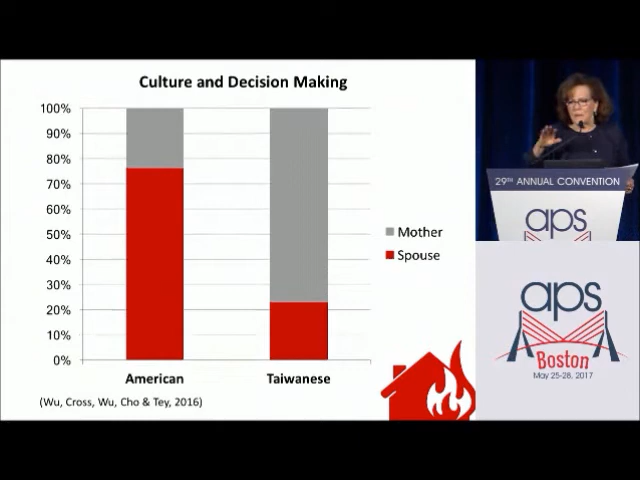 Culture and Decision Making
100%
90%
80%
70%
60%
50%
40%
30%
20%
10%
0%
American
Taiwanese
Mother
Spouse
(Wu, Cross, Wu, Cho & Tey, 2016)
29TH ANNUAL CONVENTION
aps
aps
Boston
May 25-28, 2017